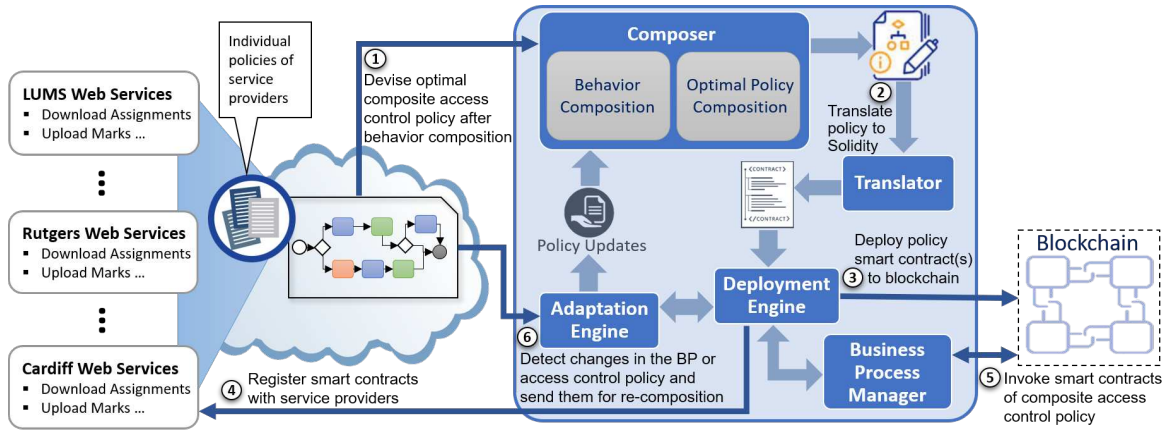 Individual
policies of
service
providers
LUMS Web Services
▪ Download Assignments
▪ Upload Marks ...
Rutgers Web Services
▪ Download Assignments
▪ Upload Marks ...
Cardiff Web Services
▪ Download Assignments
▪ Upload Marks ...
1
Devise optimal
composite access
control policy after
behavior composition
Composer
Behavior
Composition
Optimal Policy
Composition
2
Translate
policy to
Solidity
Translator
<CONTRACT>
</CONTRACT>
Policy Updates
Adaptation
Engine
Deployment
Engine
Deploy policy
smart contract(s)
3 to blockchain
Blockchain
6
Detect changes in the BP or
access control policy and
send them for re-composition
Business
Process
Manager
4 Register smart contracts
with service providers
5 Invoke smart contracts
of composite access
control policy